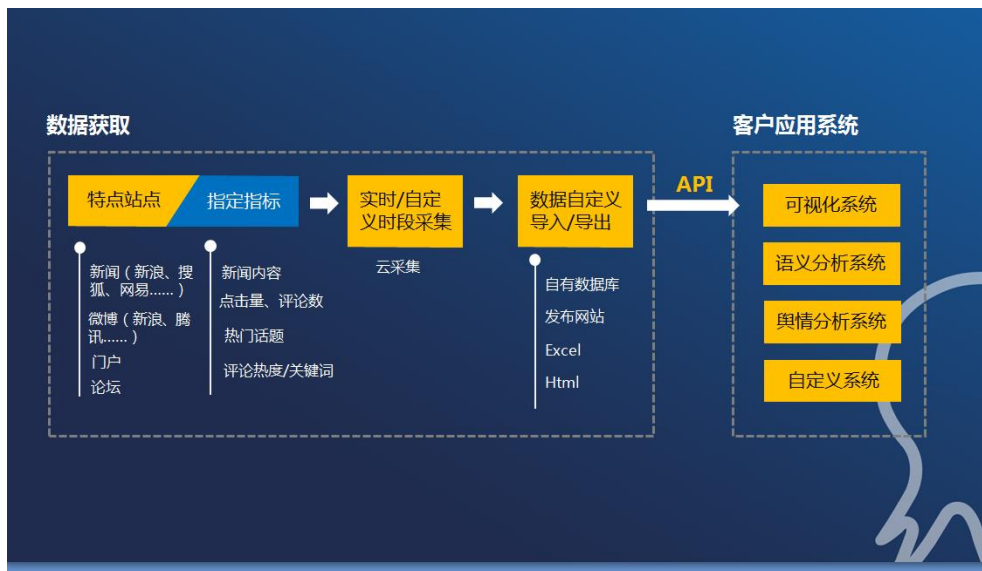 数据获取
客户应用系统
特点站点
指定指标
实时/自定
义时段采集
数据自定义
导入/导出
API
可视化系统
云采集
新闻（新浪、搜
狐、网易......）
微博（新浪、腾
讯......）
门户
论坛
新闻内容
点击量、评论数
热门话题
评论热度/关键词
自有数据库
发布网站
Excel
Html
语义分析系统
舆情分析系统
自定义系统